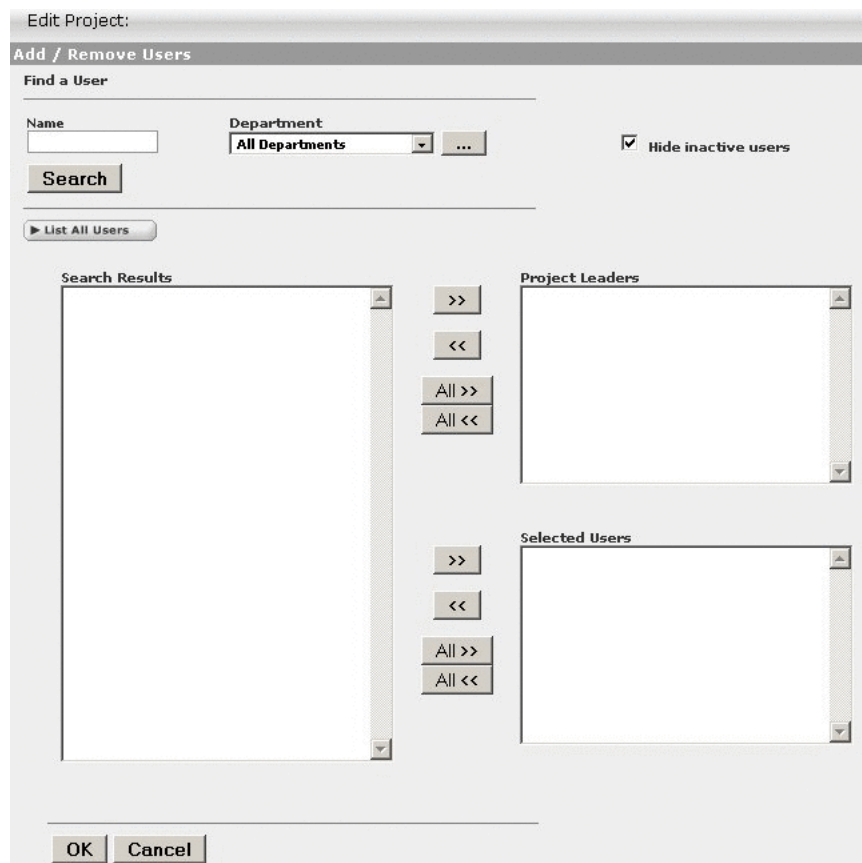 Edit Project:
Add / Remove Users
Find a User
Name
Department
All Departments
...
Hide inactive users
Search
List All Users
Search Results
Project Leaders
>>
<<
All >>
All <<
Selected Users
>>
<<
All >>
All <<
OK
Cancel